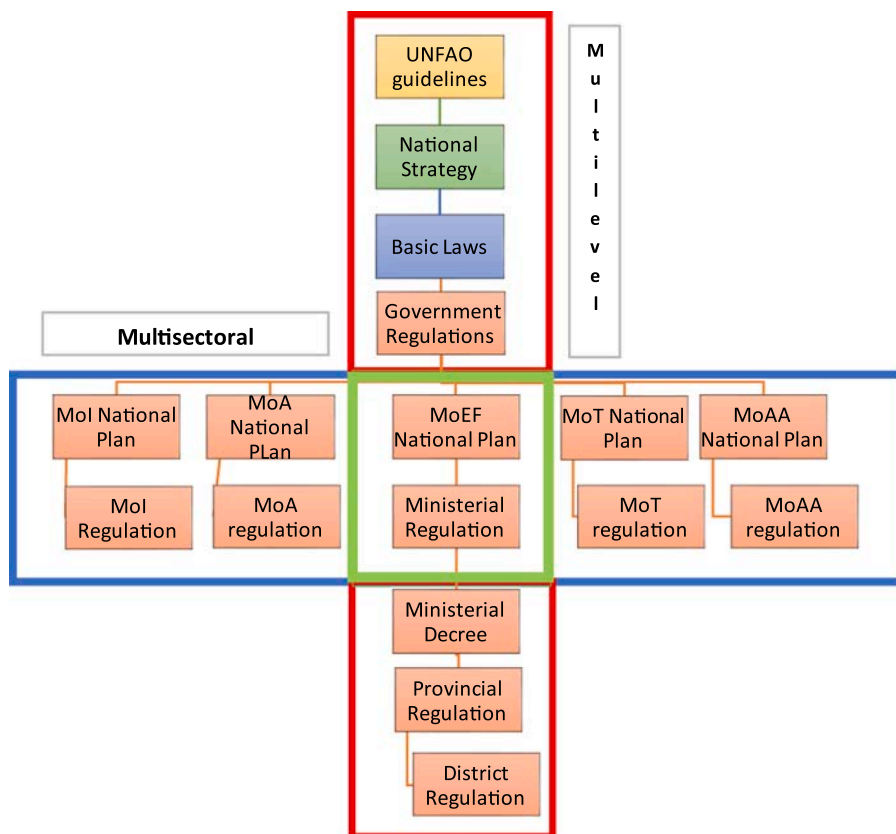 UNFAO
guidelines
Multilevel
National
Strategy
Basic Laws
Government
Regulations
Multisectoral
MoI National
Plan
MoA
National
PLan
MoEF
National Plan
MoT National
Plan
MoAA
National Plan
MoI
Regulation
MoA
regulation
Ministerial
Regulation
MoT
regulation
MoAA
regulation
Ministerial
Decree
Provincial
Regulation
District
Regulation